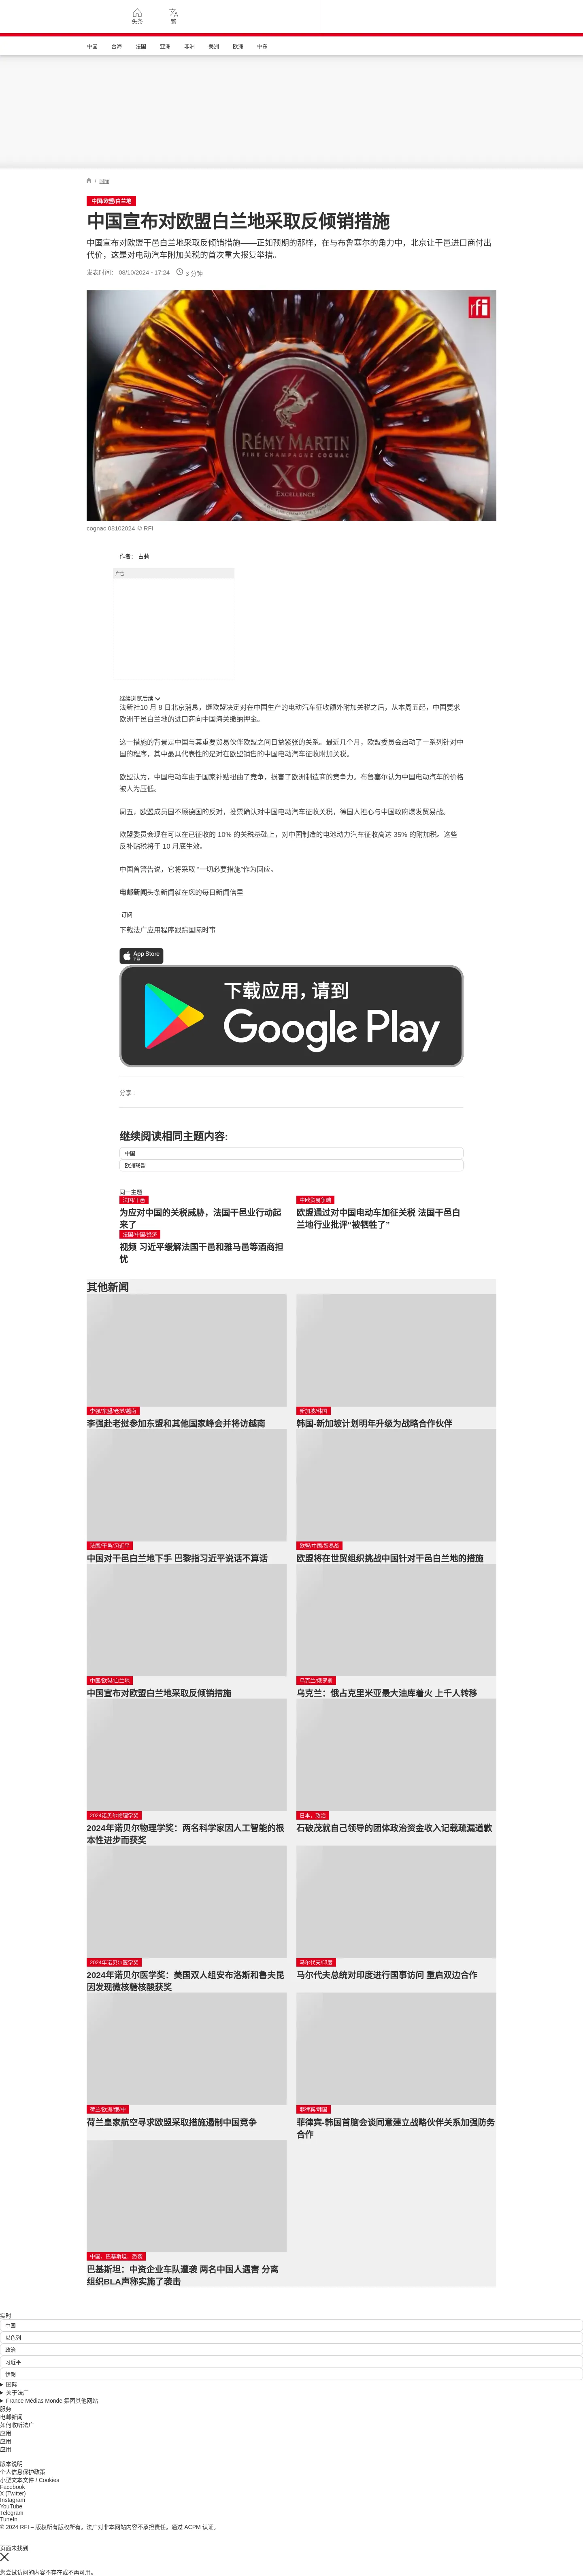 头条
繁
中国
台海
法国
亚洲
非洲
美洲
欧洲
中东
/ 国际
中国/欧盟/白兰地
中国宣布对欧盟白兰地采取反倾销措施
中国宣布对欧盟干邑白兰地采取反倾销措施——正如预期的那样，在与布鲁塞尔的角力中，北京让干邑进口商付出
代价，这是对电动汽车附加关税的首次重大报复举措。
发表时间： 08/10/2024 - 17:24
3 分钟
rfi
RÉMY MARTIN
FINE CHAMPAGNE COGNAC
XO
EXCELLENCE
cognac 08102024 © RFI
作者： 古莉
广告
继续浏览后续
法新社10 月 8 日北京消息，继欧盟决定对在中国生产的电动汽车征收额外附加关税之后，从本周五起，中国要求
欧洲干邑白兰地的进口商向中国海关缴纳押金。
这一措施的背景是中国与其重要贸易伙伴欧盟之间日益紧张的关系。最近几个月，欧盟委员会启动了一系列针对中
国的程序，其中最具代表性的是对在欧盟销售的中国电动汽车征收附加关税。
欧盟认为，中国电动车由于国家补贴扭曲了竞争，损害了欧洲制造商的竞争力。布鲁塞尔认为中国电动汽车的价格
被人为压低。
周五，欧盟成员国不顾德国的反对，投票确认对中国电动汽车征收关税，德国人担心与中国政府爆发贸易战。
欧盟委员会现在可以在已征收的 10% 的关税基础上，对中国制造的电池动力汽车征收高达 35% 的附加税。这些
反补贴税将于 10 月底生效。
中国曾警告说，它将采取 “一切必要措施”作为回应。
电邮新闻头条新闻就在您的每日新闻信里
订阅
下载法广应用程序跟踪国际时事
App Store
下载
下载应用，请到
Google Play
分享 :
继续阅读相同主题内容:
中国
欧洲联盟
同一主题
法国/干邑
为应对中国的关税威胁，法国干邑业行动起
来了
中欧贸易争端
欧盟通过对中国电动车加征关税 法国干邑白
兰地行业批评“被牺牲了”
法国/中国/经济
视频 习近平缓解法国干邑和雅马邑等酒商担
忧
其他新闻
李强/东盟/老挝/越南
李强赴老挝参加东盟和其他国家峰会并将访越南
新加坡/韩国
韩国-新加坡计划明年升级为战略合作伙伴
法国/干邑/习近平
中国对干邑白兰地下手 巴黎指习近平说话不算话
欧盟/中国/贸易战
欧盟将在世贸组织挑战中国针对干邑白兰地的措施
中国/欧盟/白兰地
中国宣布对欧盟白兰地采取反倾销措施
乌克兰/俄罗斯
乌克兰：俄占克里米亚最大油库着火 上千人转移
2024诺贝尔物理学奖
2024年诺贝尔物理学奖：两名科学家因人工智能的根
本性进步而获奖
日本，政治
石破茂就自己领导的团体政治资金收入记载疏漏道歉
2024年诺贝尔医学奖
2024年诺贝尔医学奖：美国双人组安布洛斯和鲁夫昆
因发现微核糖核酸获奖
马尔代夫/印度
马尔代夫总统对印度进行国事访问 重启双边合作
荷兰/欧洲/俄/中
荷兰皇家航空寻求欧盟采取措施遏制中国竞争
菲律宾/韩国
菲律宾-韩国首脑会谈同意建立战略伙伴关系加强防务
合作
中国，巴基斯坦，恐袭
巴基斯坦：中资企业车队遭袭 两名中国人遇害 分离
组织BLA声称实施了袭击
实时
中国
以色列
政治
习近平
伊朗
国际
关于法广
France Médias Monde 集团其他网站
服务
电邮新闻
如何收听法广
应用
应用
应用
版本说明
个人信息保护政策
小型文本文件 / Cookies
Facebook
X (Twitter)
Instagram
YouTube
Telegram
TuneIn
© 2024 RFI – 版权所有版权所有。法广对非本网站内容不承担责任。通过 ACPM 认证。
页面未找到
您尝试访问的内容不存在或不再可用。